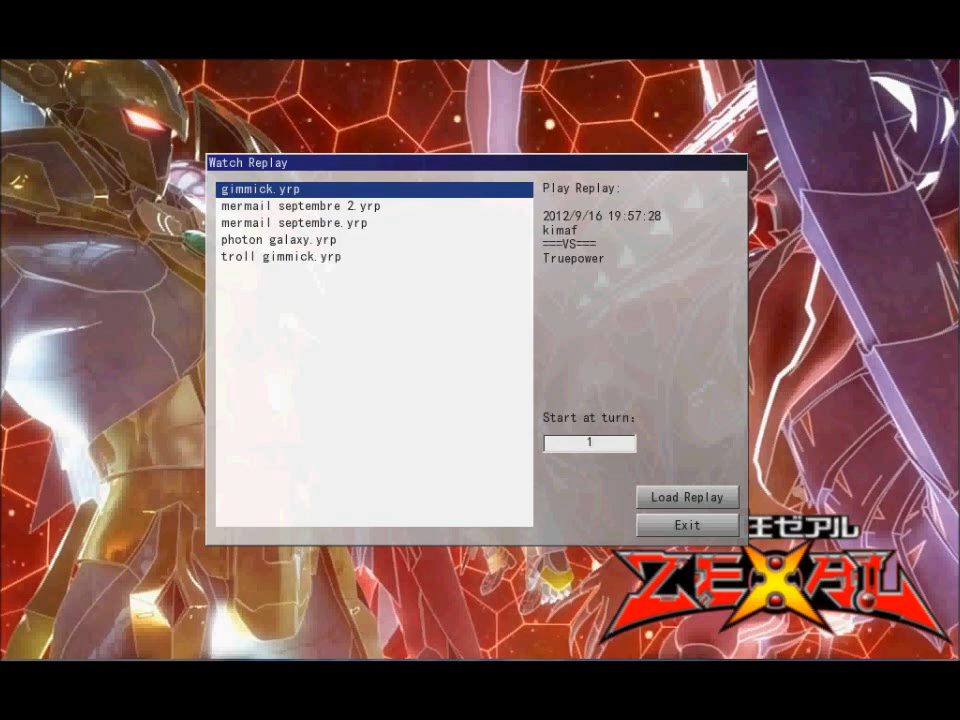 Watch Replay
gimmick.yrp
mermail septembre 2.yrp
mermail septembre.yrp
photon galaxy.yrp
troll gimmick.yrp
Play Replay:
2012/9/16 19:57:28
kimaf
===VS===
Truepower
Start at turn:
1
Load Replay
Exit
王ゼアル
ZEXAL